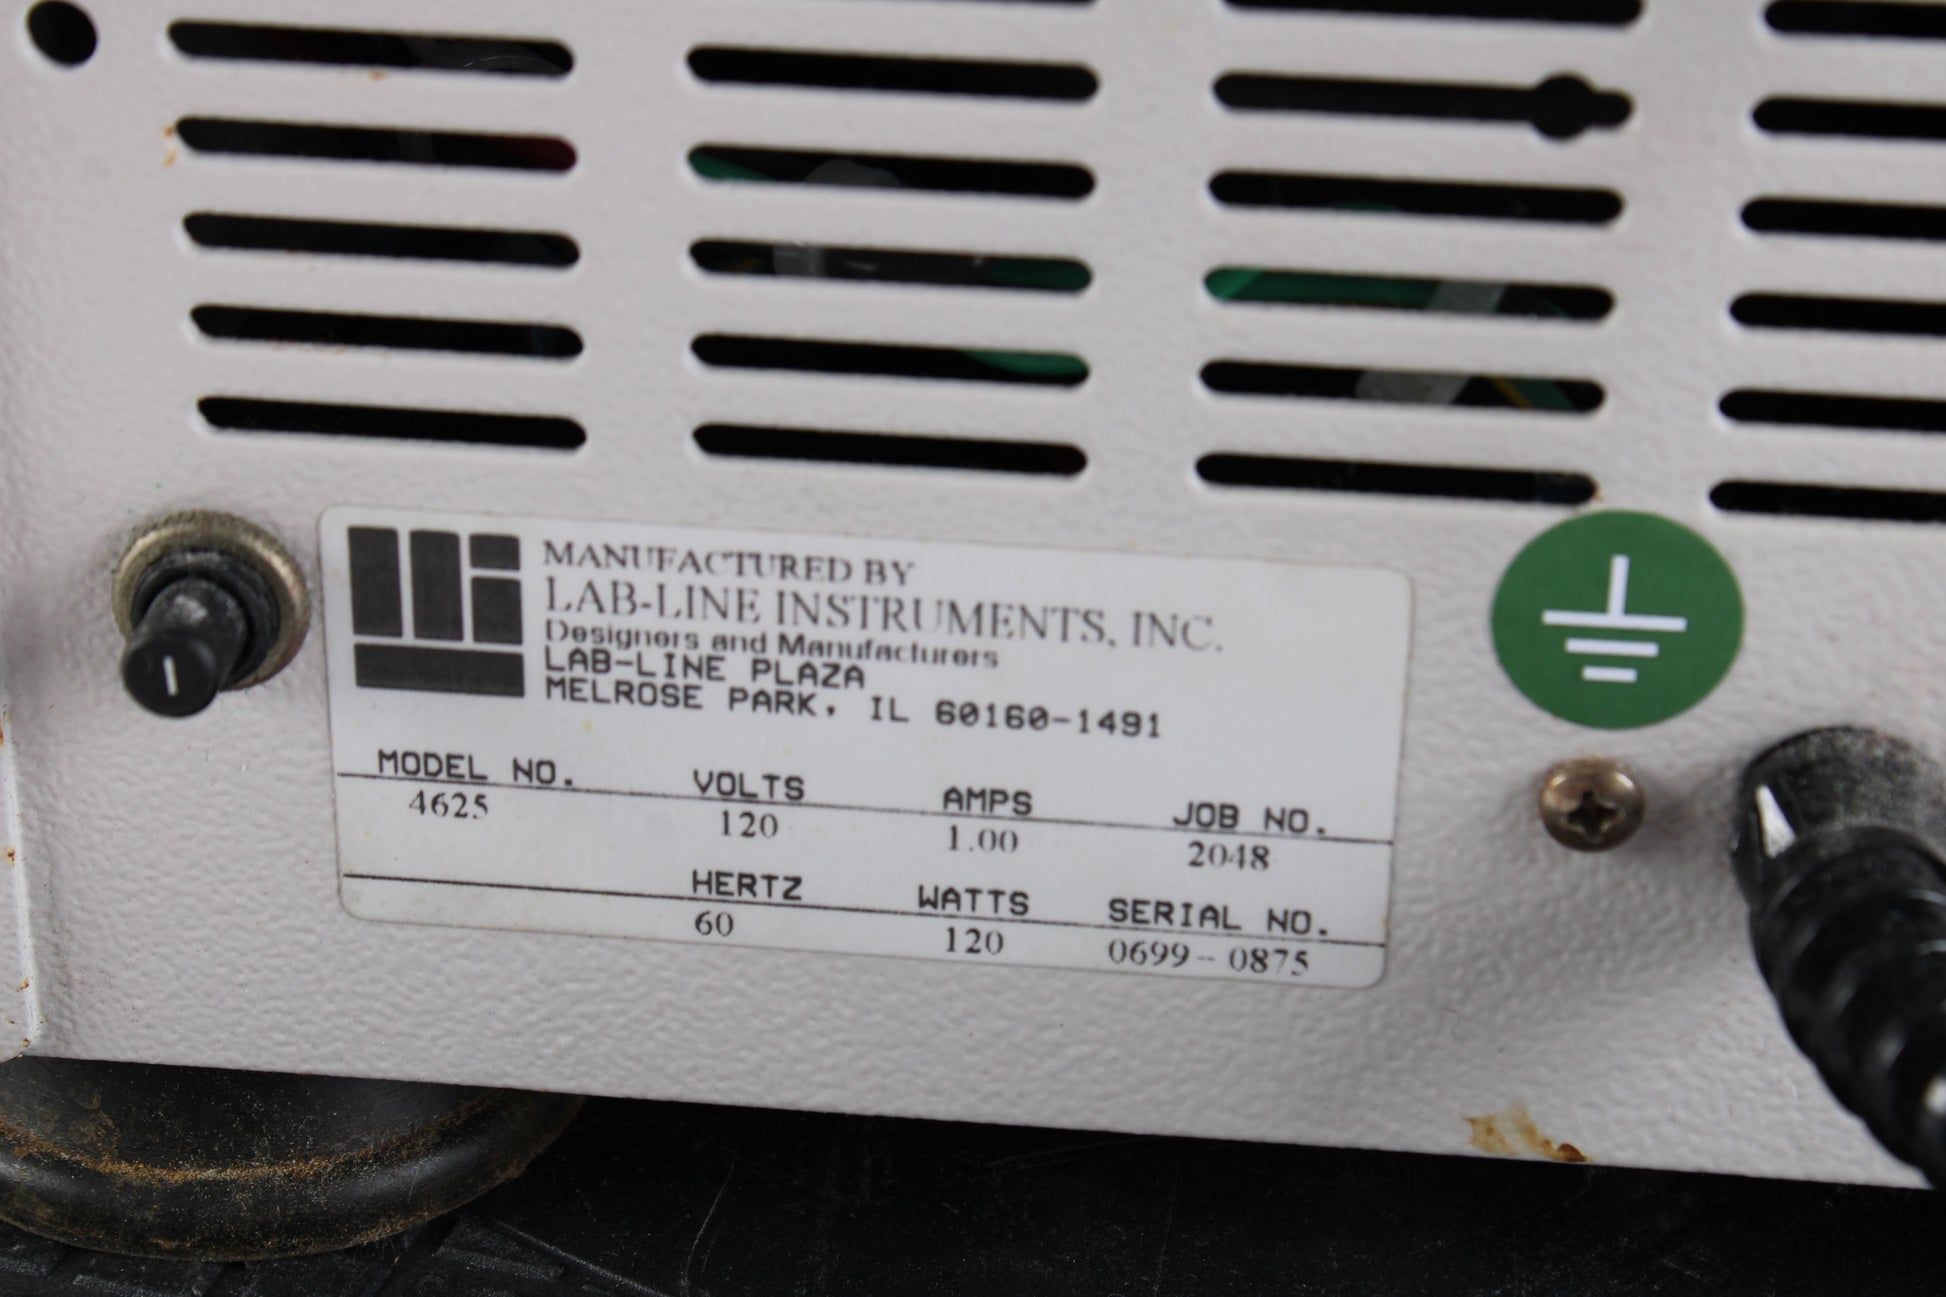 MANUFACTURED BY
LAB-LINE INSTRUMENTS, INC.
Designers and Manufacturers
LAB-LINE PLAZA
MELROSE PARK, IL 60160-1491
MODEL NO. VOLTS AMPS JOB NO.
4625 120 1.00 2048
HERTZ WATTS SERIAL NO.
60 120 0699-0875